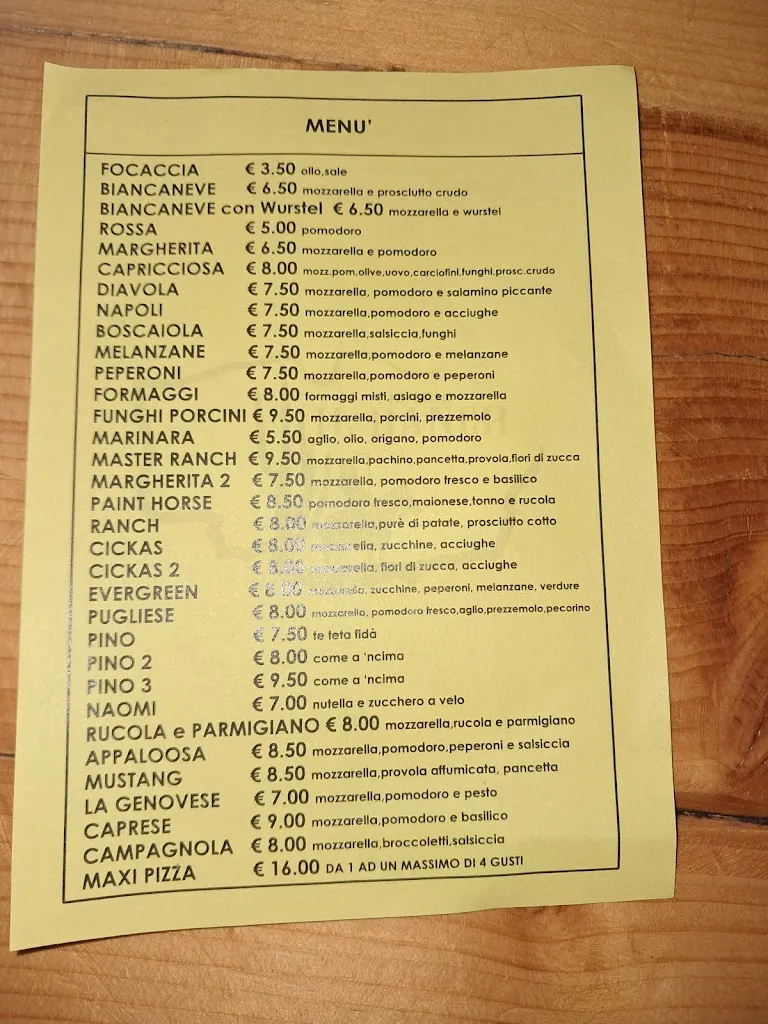 MENU'
FOCACCIA € 3.50 olio,sale
BIANCANEVE € 6.50 mozzarella e prosciutto crudo
BIANCANEVE con Wurstel € 6.50 mozzarella e wurstel
ROSSA € 5.00 pomodoro
MARGHERITA € 6.50 mozzarella e pomodoro
CAPRICCIOSA € 8.00 mozz.pom.olive,uovo,carciofini,funghi,prosc.crudo
DIAVOLA € 7.50 mozzarella, pomodoro e salamino piccante
NAPOLI € 7.50 mozzarella,pomodoro e acciughe
BOSCAIOLA € 7.50 mozzarella,salsiccia,funghi
MELANZANE € 7.50 mozzarella,pomodoro e melanzane
PEPERONI € 7.50 mozzarella,pomodoro e peperoni
FORMAGGI € 8.00 formaggi misti, asiago e mozzarella
FUNGHI PORCINI € 9.50 mozzarella, porcini, prezzemolo
MARINARA € 5.50 aglio, olio, origano, pomodoro
MASTER RANCH € 9.50 mozzarella,pachino,pancetta,provola,fiori di zucca
MARGHERITA 2 € 7.50 mozzarella, pomodoro fresco e basilico
PAINT HORSE € 8.50 pomodoro fresco,maionese,tonno e rucola
RANCH € 8.00 mozzarella,purè di patate, prosciutto cotto
CICKAS € 8.00 mozzarella, zucchine, acciughe
CICKAS 2 € 8.00 mozzarella, fiori di zucca, acciughe
EVERGREEN € 8.00 mozzarella, zucchine, peperoni, melanzane, verdure
PUGLIESE € 8.00 mozzarella, pomodoro fresco,aglio,prezzemolo,pecorino
PINO € 7.50 te teta fidà
PINO 2 € 8.00 come a 'ncima
PINO 3 € 9.50 come a 'ncima
NAOMI € 7.00 nutella e zucchero a velo
RUCOLA e PARMIGIANO € 8.00 mozzarella,rucola e parmigiano
APPALOOSA € 8.50 mozzarella,pomodoro,peperoni e salsiccia
MUSTANG € 8.50 mozzarella,provola affumicata, pancetta
LA GENOVESE € 7.00 mozzarella,pomodoro e pesto
CAPRESE € 9.00 mozzarella,pomodoro e basilico
CAMPAGNOLA € 8.00 mozzarella,broccoletti,salsiccia
MAXI PIZZA € 16.00 DA 1 AD UN MASSIMO DI 4 GUSTI